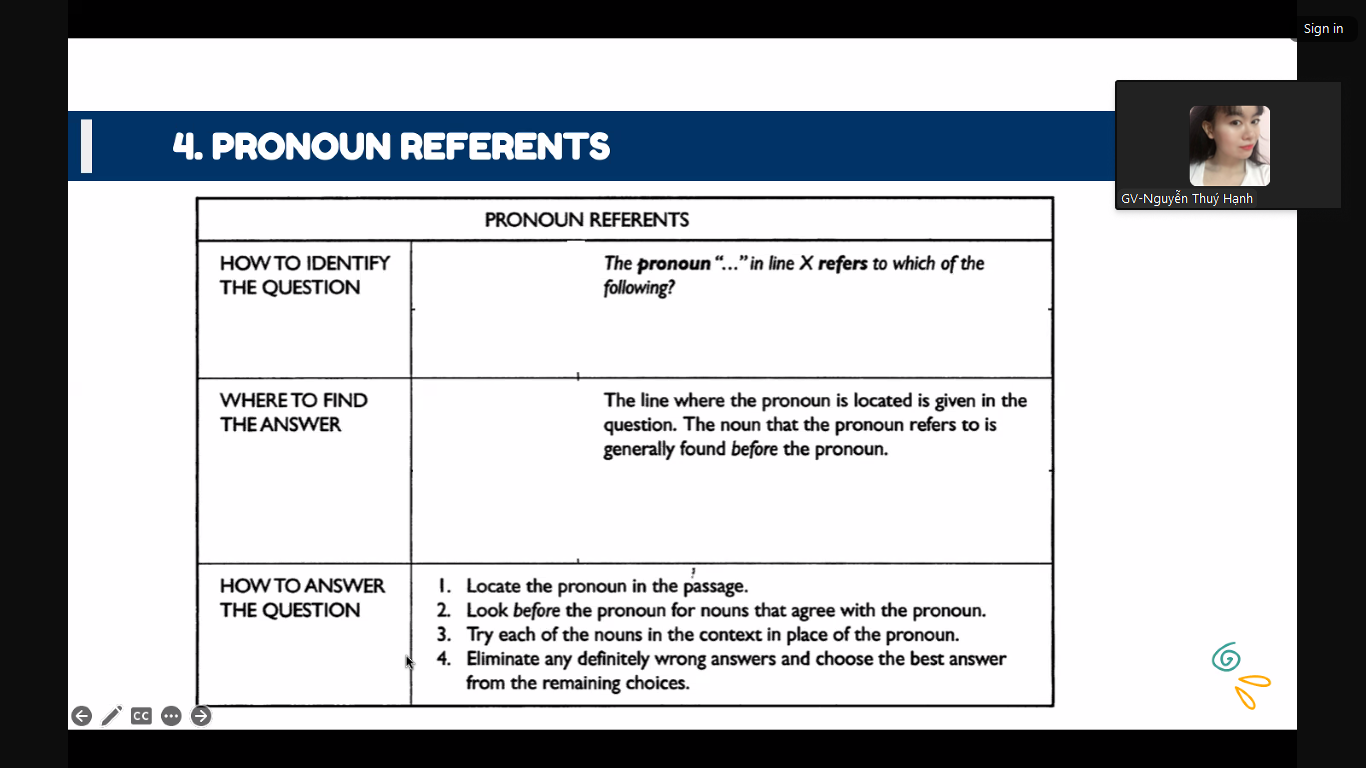 Sign in
4. PRONOUN REFERENTS
GV-Nguyễn Thuý Hạnh
PRONOUN REFERENTS
HOW TO IDENTIFY
THE QUESTION
The pronoun “...” in line X refers to which of the
following?
WHERE TO FIND
THE ANSWER
The line where the pronoun is located is given in the
question. The noun that the pronoun refers to is
generally found before the pronoun.
HOW TO ANSWER
THE QUESTION
1. Locate the pronoun in the passage.
2. Look before the pronoun for nouns that agree with the pronoun.
3. Try each of the nouns in the context in place of the pronoun.
4. Eliminate any definitely wrong answers and choose the best answer
from the remaining choices.
CC